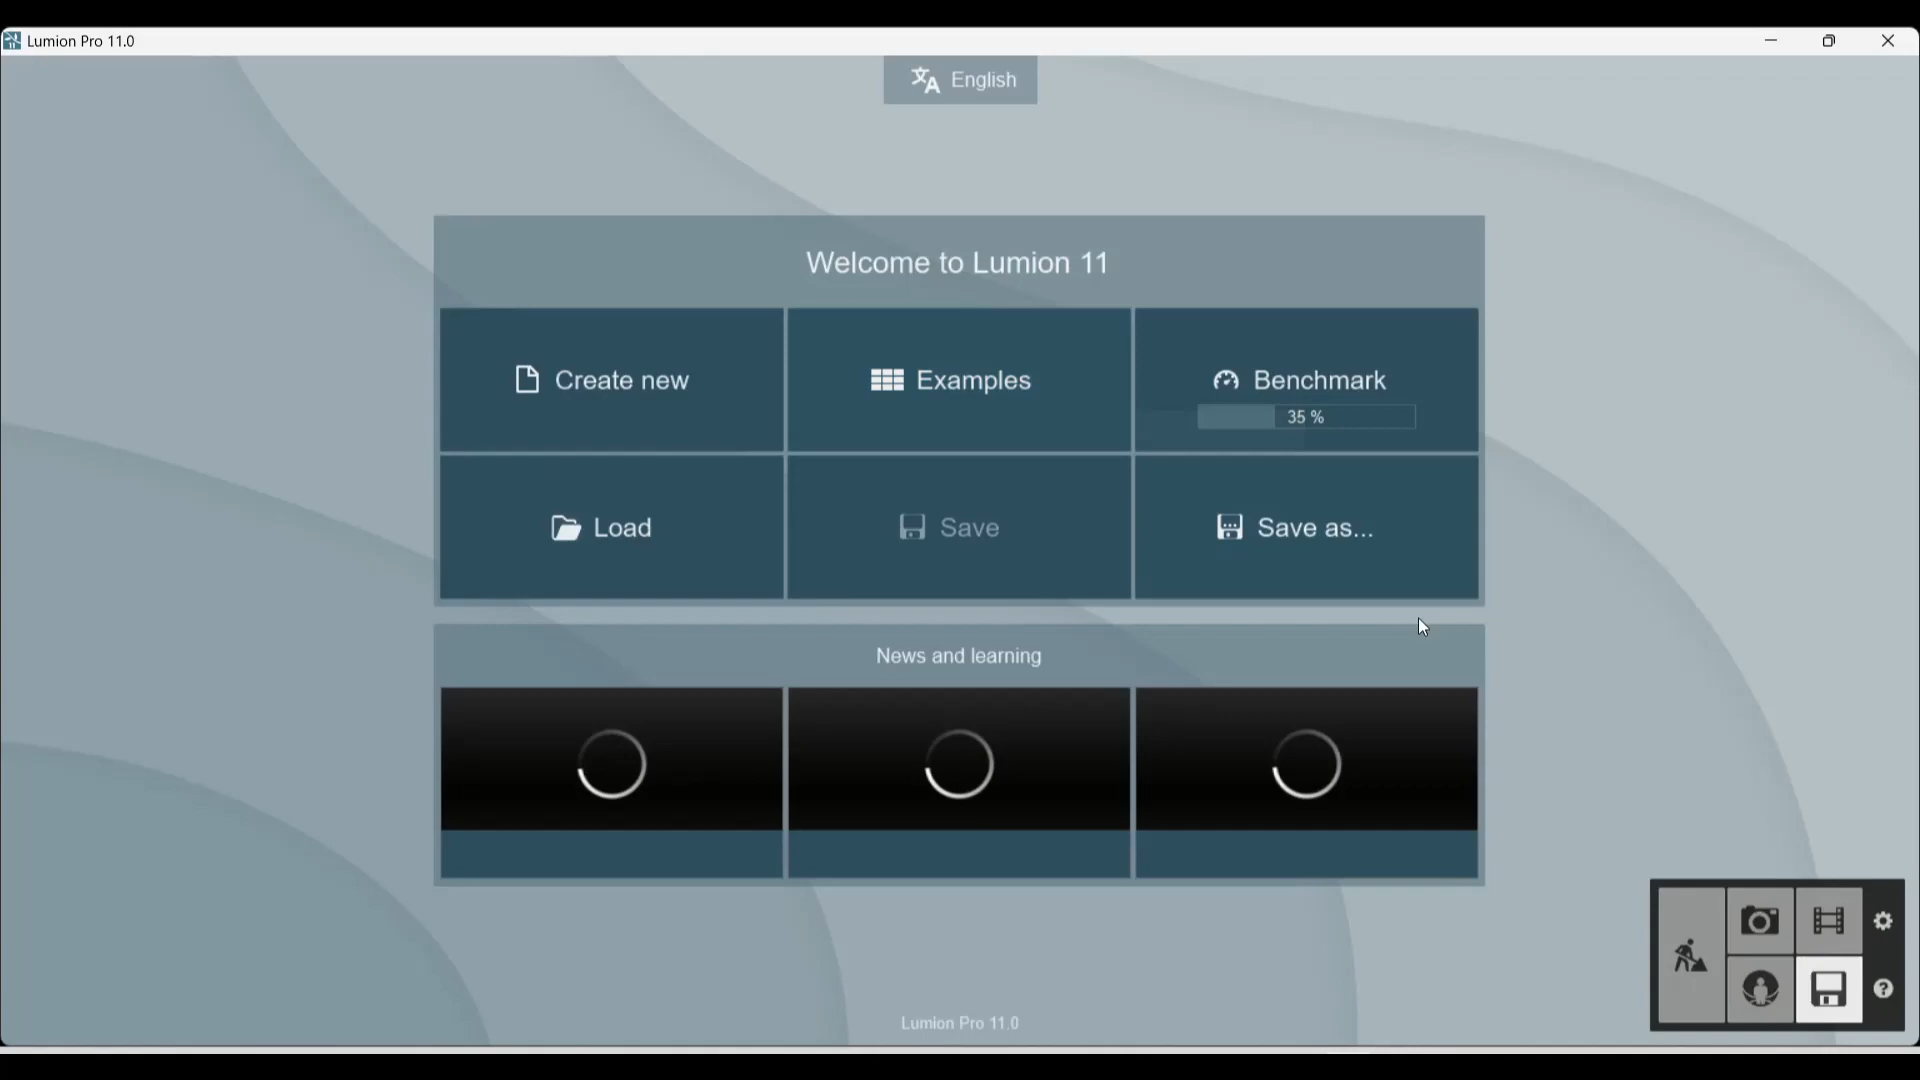 Lumion Pro 11.0
English
Welcome to Lumion 11
Create new
Examples
Benchmark
35 %
Load
Save
Save as...
News and learning
Lumion Pro 11.0